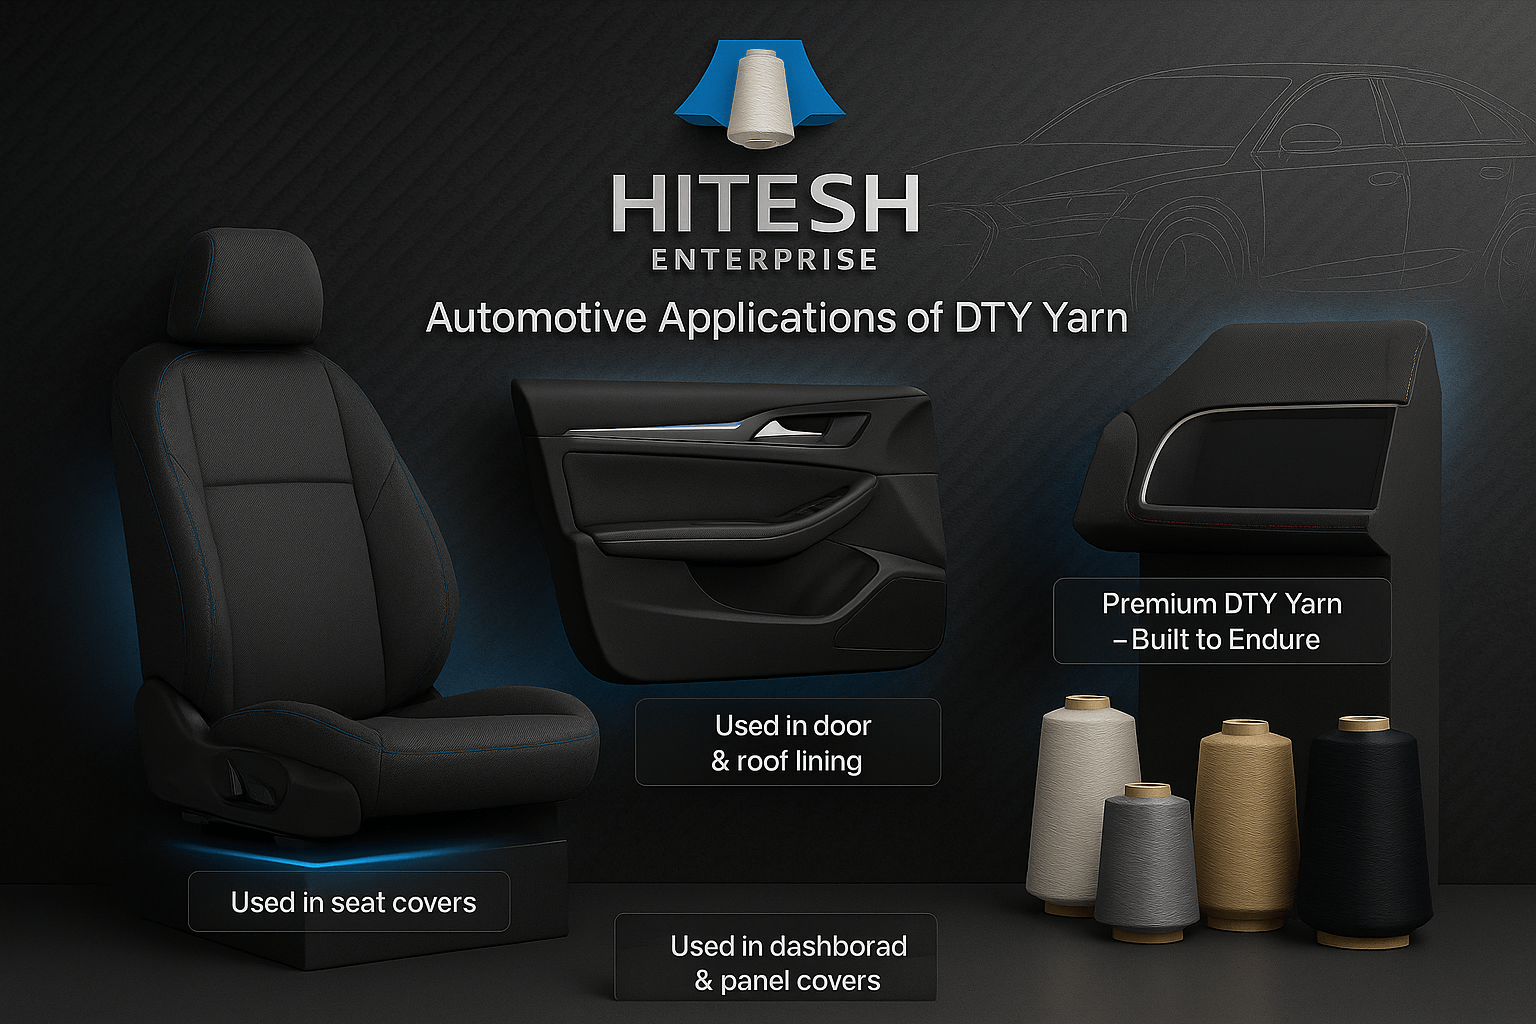 HITESH
ENTERPRISE
Automotive Applications of DTY Yarn
Premium DTY Yarn
–Built to Endure
Used in door
& roof lining
Used in seat covers
Used in dashborad
& panel covers